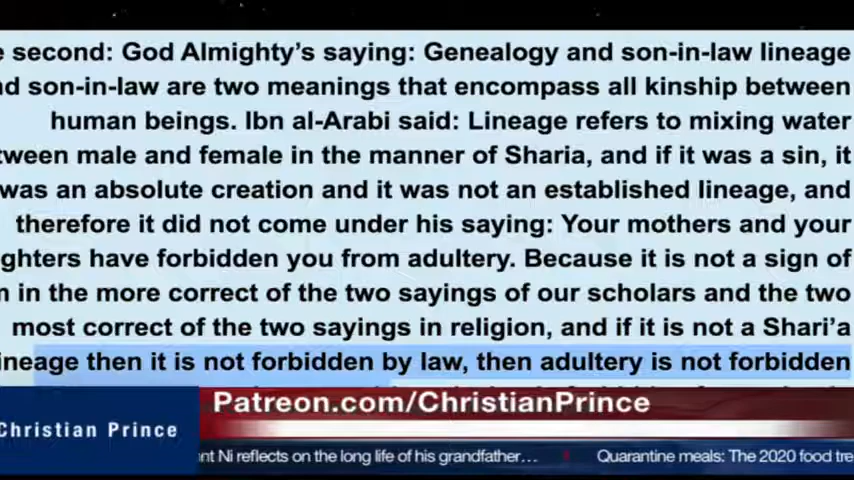 second: God Almighty's saying: Genealogy and son-in-law lineage
son-in-law are two meanings that encompass all kinship between
human beings. Ibn al-Arabi said: Lineage refers to mixing water
male and female in the manner of Sharia, and if it was a sin, it
was an absolute creation and it was not an established lineage, and
therefore it did not come under his saying: Your mothers and your
have forbidden you from adultery. Because it is not a sign of
in the more correct of the two sayings of our scholars and the two
most correct of the two sayings in religion, and if it is not a Shari'a
then it is not forbidden by law, then adultery is not forbidden
Patreon.com/ChristianPrince
Christian Prince
Ni reflects on the long life of his grandfather...
Quarantine meals: The 2020 food